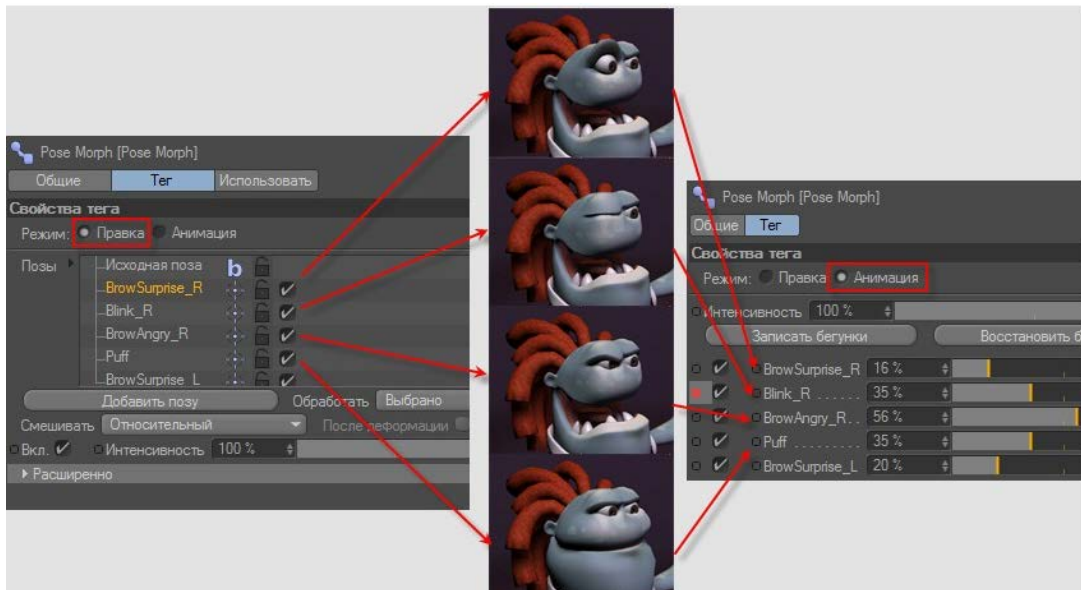 Pose Morph [Pose Morph]
Общие Тег Использовать
Свойства тега
Режим: Правка Анимация
Позы Исходная поза
BrowSurprise_R
Blink_R
BrowAngry_R
Puff
BrowSurprise_L
Добавить позу Обработать Выбрано
Смешивать Относительный После деформации
Вкл. Интенсивность 100 %
Расширенно
Pose Morph [Pose Morph]
Общие Тег
Свойства тега
Режим: Правка Анимация
Интенсивность 100 %
Записать бегунки Восстановить б
BrowSurprise_R 16 %
Blink_R ...... 35 %
BrowAngry_R.. 56 %
Puff ......... 35 %
BrowSurprise_L 20 %